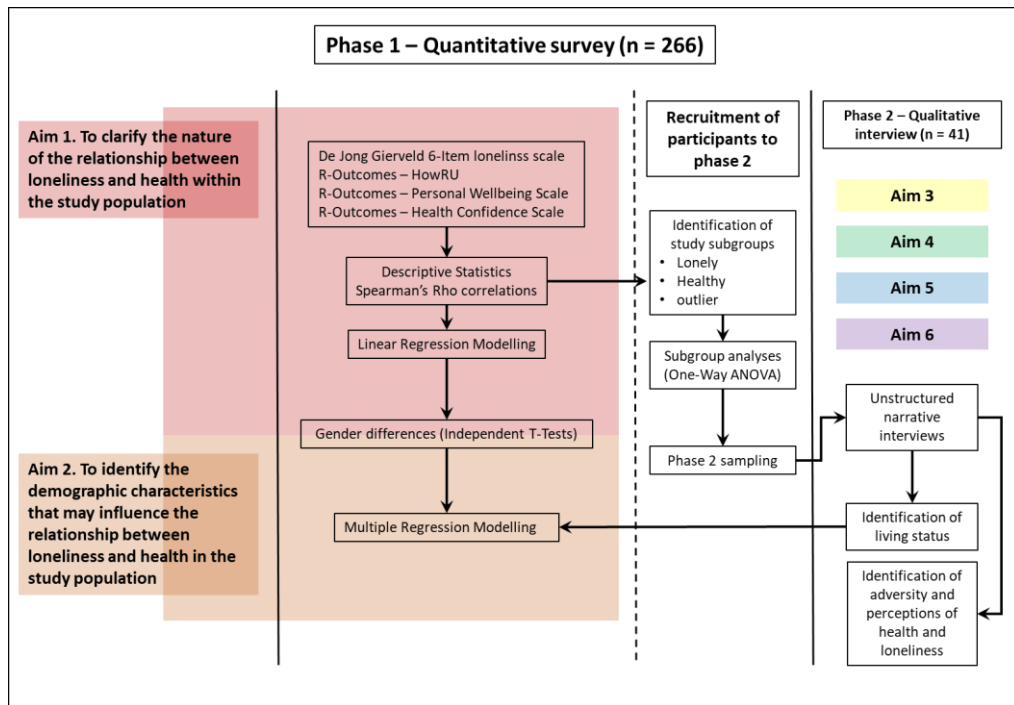 Phase 1 – Quantitative survey (n = 266)
Aim 1. To clarify the nature
of the relationship between
loneliness and health within
the study population
Aim 2. To identify the
demographic characteristics
that may influence the
relationship between
loneliness and health in the
study population
De Jong Gierveld 6-Item lonelinss scale
R-Outcomes – HowRU
R-Outcomes – Personal Wellbeing Scale
R-Outcomes – Health Confidence Scale
Descriptive Statistics
Spearman's Rho correlations
Linear Regression Modelling
Gender differences (Independent T-Tests)
Multiple Regression Modelling
Recruitment of
participants to
phase 2
Identification of
study subgroups
• Lonely
• Healthy
• outlier
Subgroup analyses
(One-Way ANOVA)
Phase 2 sampling
Phase 2 – Qualitative
interview (n = 41)
Aim 3
Aim 4
Aim 5
Aim 6
Unstructured
narrative
interviews
Identification of
living status
Identification of
adversity and
perceptions of
health and
loneliness